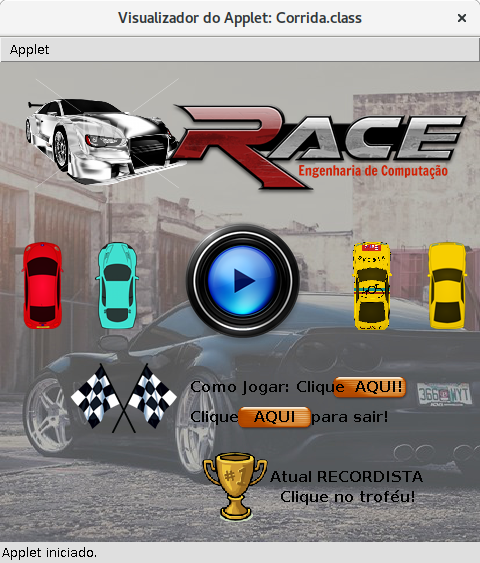 Visualizador do Applet: Corrida.class
Applet
RACE
Engenharia de Computação
Como Jogar: Clique AQUI!
Clique AQUI para sair!
#1
Atual RECORDISTA
Clique no troféu!
Applet iniciado.